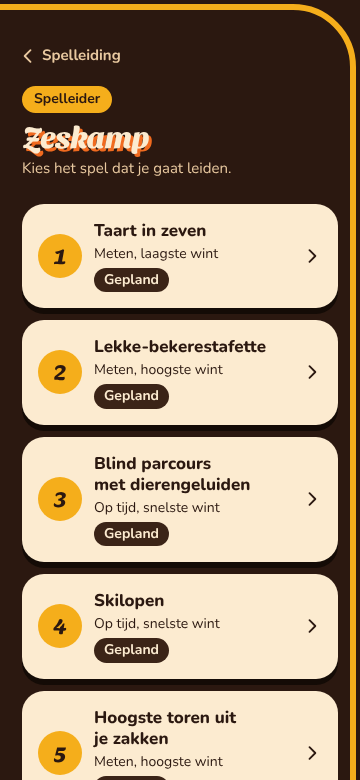 Spelleiding
Spelleider
Zeskamp
Kies het spel dat je gaat leiden.
1
Taart in zeven
Meten, laagste wint
Gepland
2
Lekke-bekerestafette
Meten, hoogste wint
Gepland
3
Blind parcours
met dierengeluiden
Op tijd, snelste wint
Gepland
4
Skilopen
Op tijd, snelste wint
Gepland
5
Hoogste toren uit
je zakken
Meten, hoogste wint